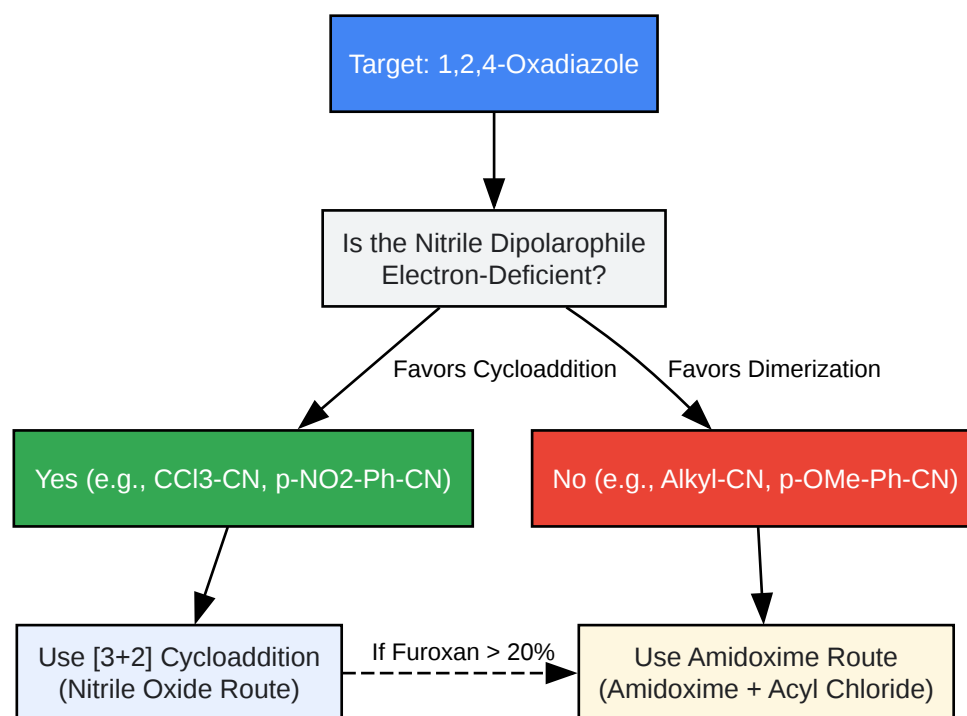 Target: 1,2,4-Oxadiazole
Is the Nitrile Dipolarophile
Electron-Deficient?
Favors Cycloaddition
Favors Dimerization
Yes (e.g., CCl3-CN, p-NO2-Ph-CN)
No (e.g., Alkyl-CN, p-OMe-Ph-CN)
Use [3+2] Cycloaddition
(Nitrile Oxide Route)
If Furoxan > 20%
Use Amidoxime Route
(Amidoxime + Acyl Chloride)